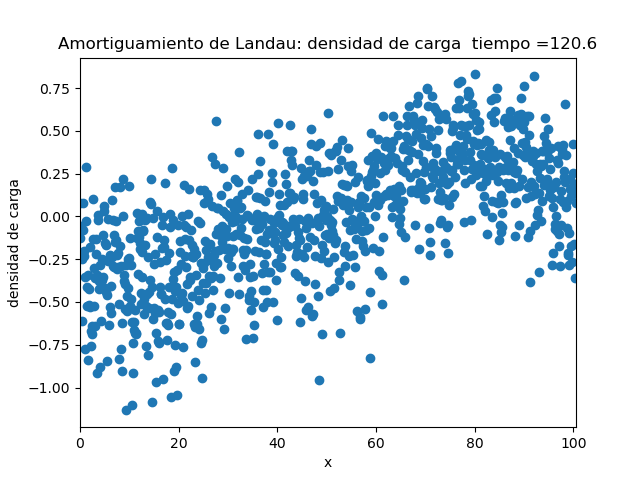 Amortiguamiento de Landau: densidad de carga  tiempo =120.6
densidad de carga
0.75
0.50
0.25
0.00
−0.25
−0.50
−0.75
−1.00
0 20 40 60 80 100
x